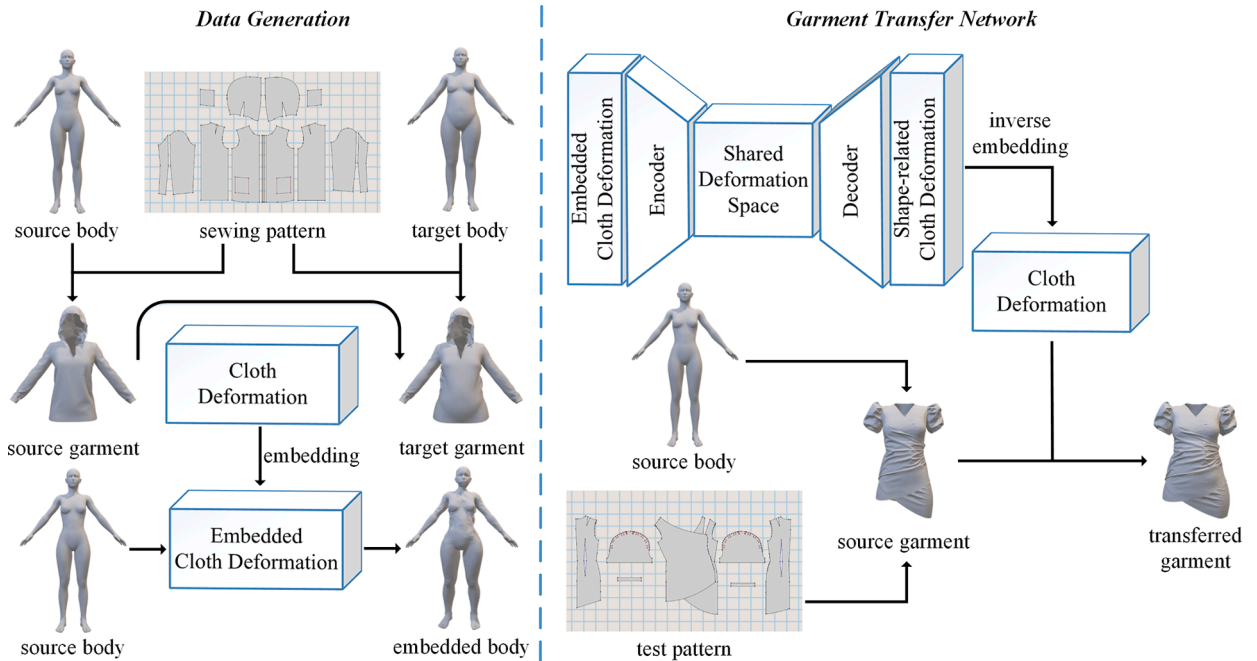 Data Generation
source body
sewing pattern
target body
source garment
Cloth
Deformation
target garment
embedding
source body
Embedded
Cloth Deformation
embedded body
Garment Transfer Network
Embedded
Cloth Deformation
Encoder
Shared
Deformation
Space
Decoder
Shape-related
Cloth Deformation
inverse
embedding
Cloth
Deformation
source body
test pattern
source garment
transferred
garment